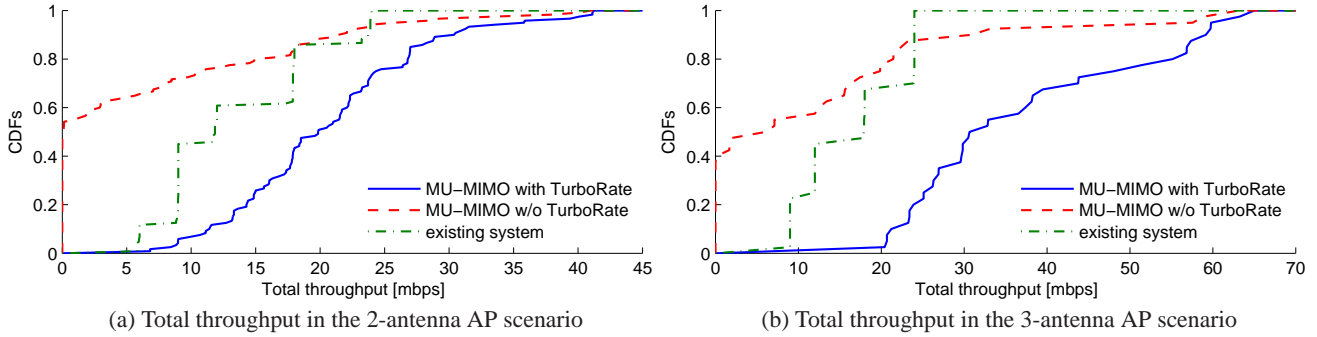 1
0.8
0.6
0.4
0.2
0
CDFs
0 5 10 15 20 25 30 35 40 45
Total throughput [mbps]
MU−MIMO with TurboRate
MU−MIMO w/o TurboRate
existing system
(a) Total throughput in the 2-antenna AP scenario
1
0.8
0.6
0.4
0.2
0
CDFs
0 10 20 30 40 50 60 70
Total throughput [mbps]
MU−MIMO with TurboRate
MU−MIMO w/o TurboRate
existing system
(b) Total throughput in the 3-antenna AP scenario